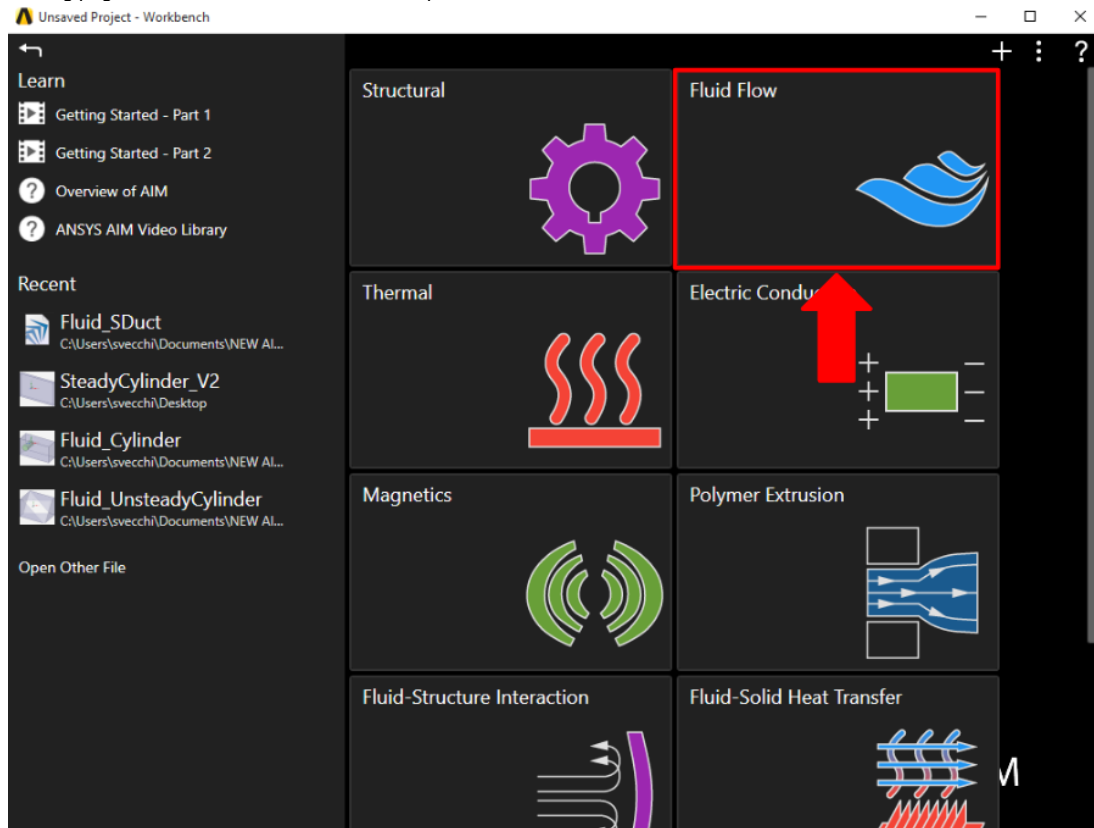 Unsaved Project - Workbench
?
Learn
Getting Started - Part 1
Getting Started - Part 2
? Overview of AIM
? ANSYS AIM Video Library
Recent
Fluid_SDuct
C:\Users\svecchi\Documents\NEW AI...
SteadyCylinder_V2
C:\Users\svecchi\Desktop
Fluid_Cylinder
C:\Users\svecchi\Documents\NEW AI...
Fluid_UnsteadyCylinder
C:\Users\svecchi\Documents\NEW AI...
Open Other File
Structural
Fluid Flow
Thermal
Electric
Magnetics
Polymer Extrusion
Fluid-Structure Interaction
Fluid-Solid Heat Transfer
M